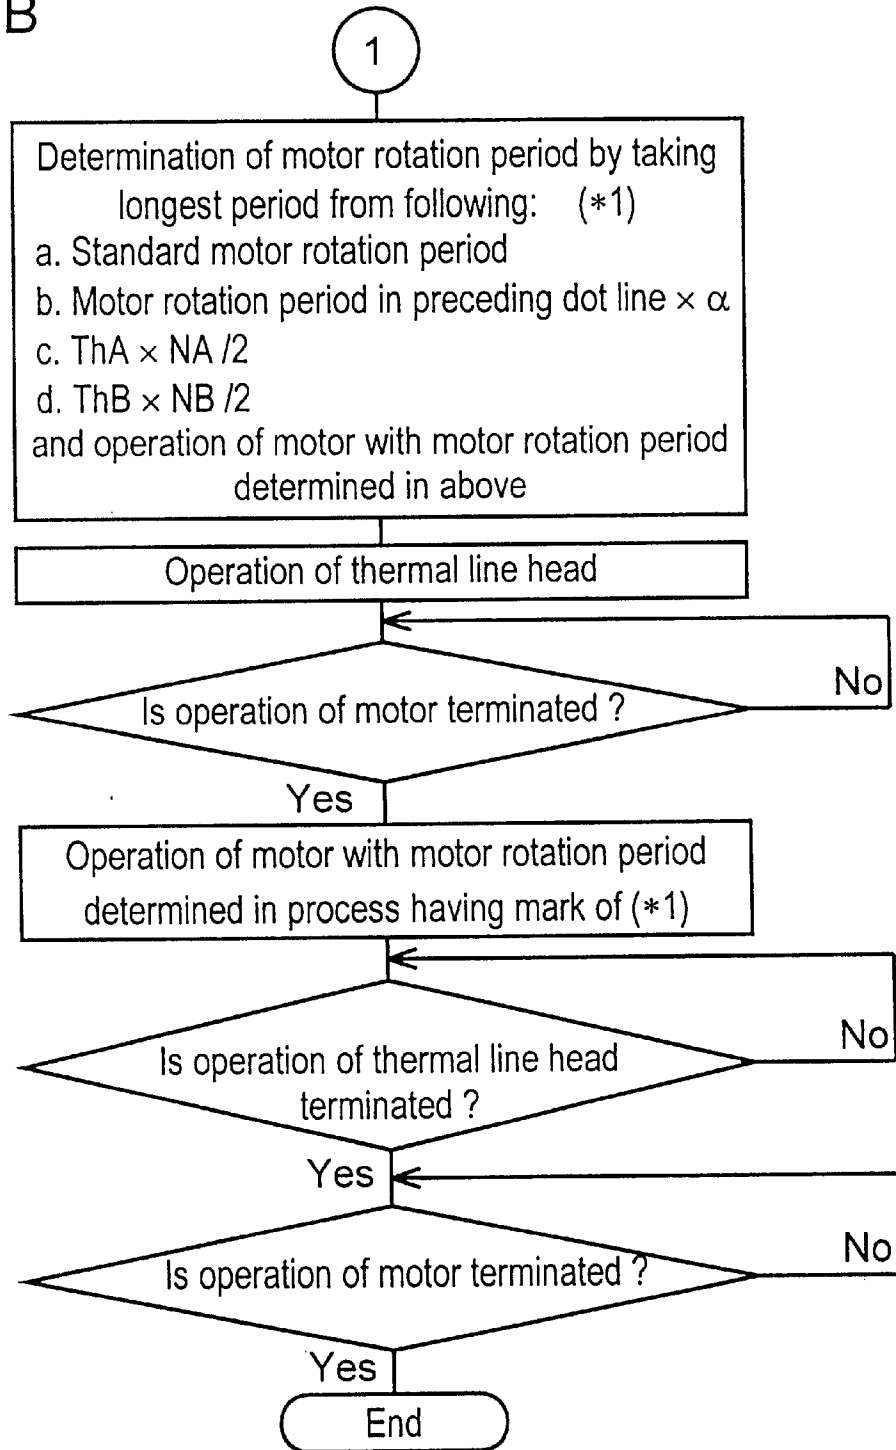 B
1
Determination of motor rotation period by taking
longest period from following: (*1)
a. Standard motor rotation period
b. Motor rotation period in preceding dot line × α
c. ThA × NA /2
d. ThB × NB /2
and operation of motor with motor rotation period
determined in above
Operation of thermal line head
Is operation of motor terminated ?
No
Yes
Operation of motor with motor rotation period
determined in process having mark of (*1)
Is operation of thermal line head
terminated ?
No
Yes
Is operation of motor terminated ?
No
Yes
End